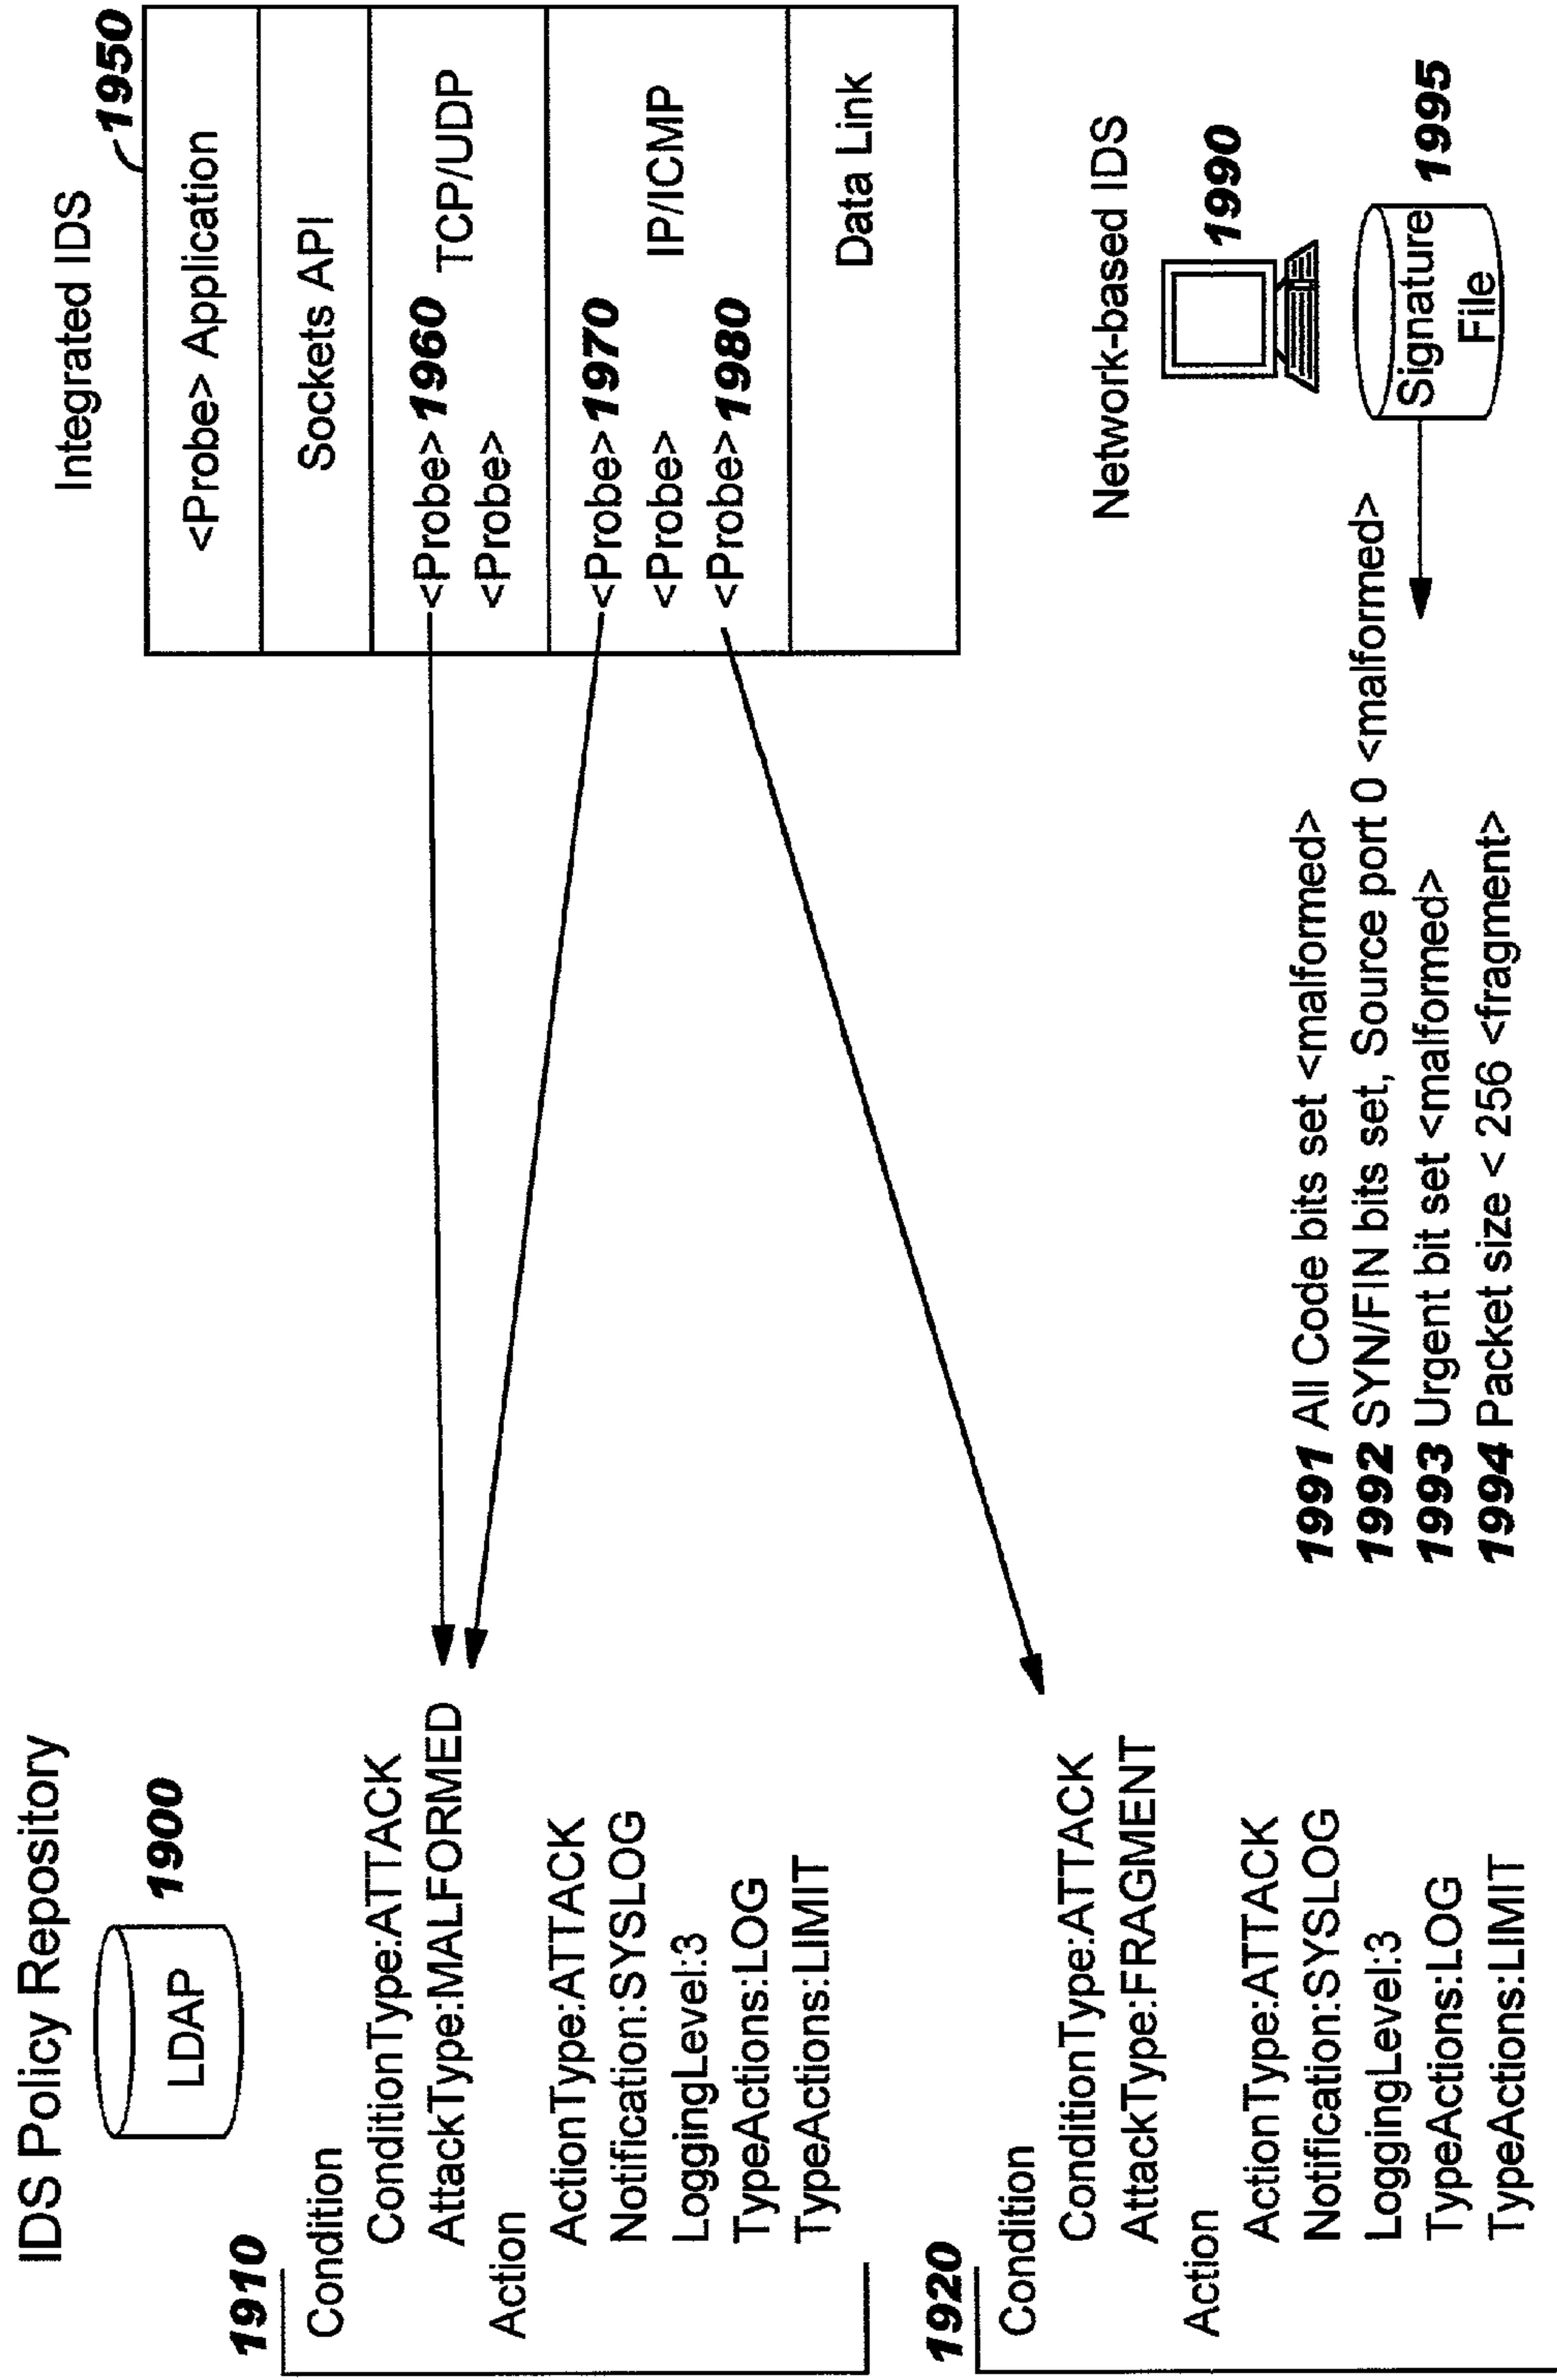 IDS Policy Repository
LDAP
1900
1910
Condition
ConditionType:ATTACK
AttackType:MALFORMED
Action
ActionType:ATTACK
Notification:SYSLOG
LoggingLevel:3
TypeActions:LOG
TypeActions:LIMIT
1920
Condition
ConditionType:ATTACK
AttackType:FRAGMENT
Action
ActionType:ATTACK
Notification:SYSLOG
LoggingLevel:3
TypeActions:LOG
TypeActions:LIMIT
Integrated IDS
1950
<Probe> Application
Sockets API
<Probe> 1960 TCP/UDP
<Probe>
<Probe> 1970 IP/ICMP
<Probe>
<Probe> 1980
Data Link
Network-based IDS
1990
Signature
File
1995
1991 All Code bits set <malformed>
1992 SYN/FIN bits set, Source port 0 <malformed>
1993 Urgent bit set <malformed>
1994 Packet size < 256 <fragment>